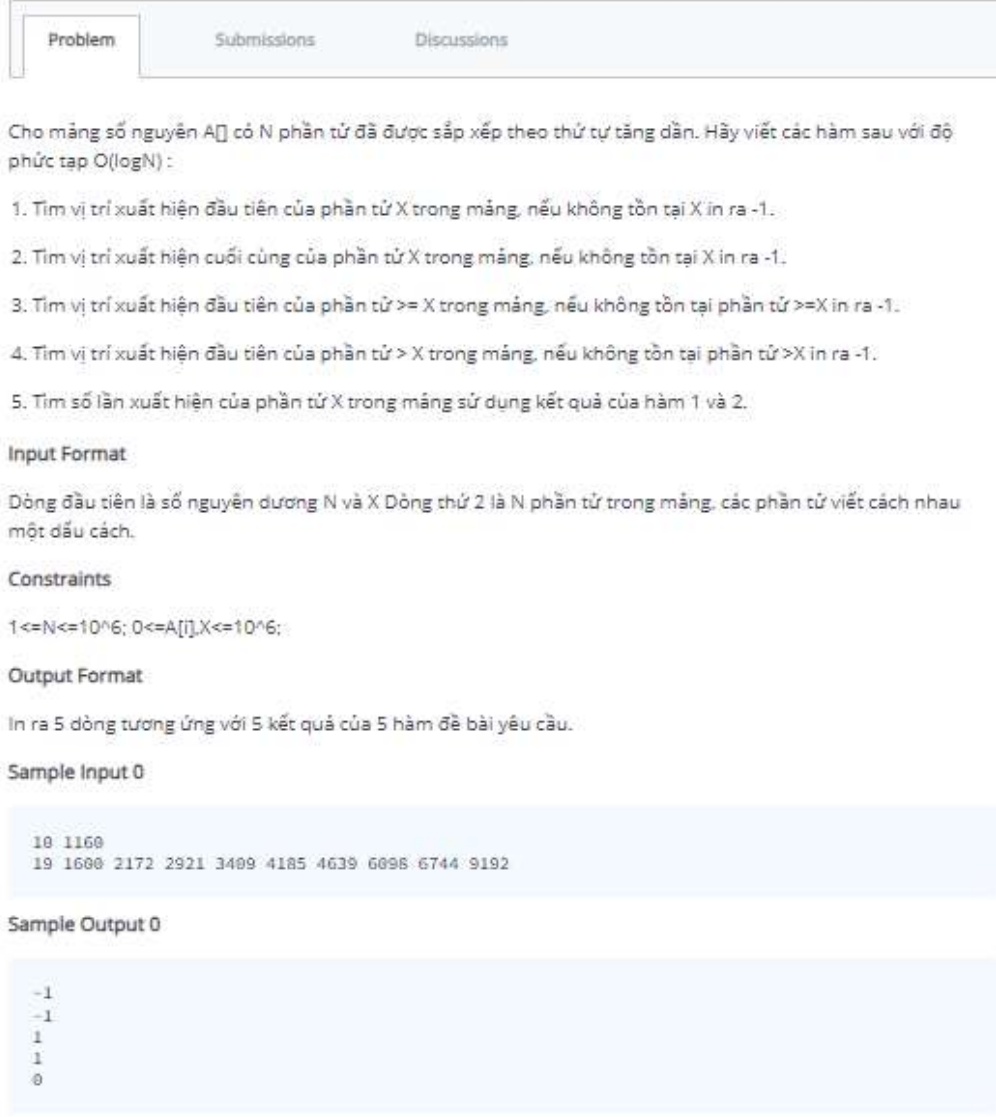 Problem Submissions Discussions
Cho mảng số nguyên A[] có N phần tử đã được sắp xếp theo thứ tự tăng dần. Hãy viết các hàm sau với độ
phức tạp O(logN) :
1. Tìm vị trí xuất hiện đầu tiên của phần tử X trong mảng, nếu không tồn tại X in ra -1.
2. Tìm vị trí xuất hiện cuối cùng của phần tử X trong mảng, nếu không tồn tại X in ra -1.
3. Tìm vị trí xuất hiện đầu tiên của phần tử >= X trong mảng, nếu không tồn tại phần tử >=X in ra -1.
4. Tìm vị trí xuất hiện đầu tiên của phần tử > X trong mảng, nếu không tồn tại phần tử >X in ra -1.
5. Tìm số lần xuất hiện của phần tử X trong mảng sử dụng kết quả của hàm 1 và 2.
Input Format
Dòng đầu tiên là số nguyên dương N và X Dòng thứ 2 là N phần tử trong mảng, các phần tử viết cách nhau
một dấu cách.
Constraints
1<=N<=10^6; 0<=A[i],X<=10^6;
Output Format
In ra 5 dòng tương ứng với 5 kết quả của 5 hàm đề bài yêu cầu.
Sample Input 0
10 1160
19 1600 2172 2921 3409 4185 4639 6098 6744 9192
Sample Output 0
-1
-1
1
1
0